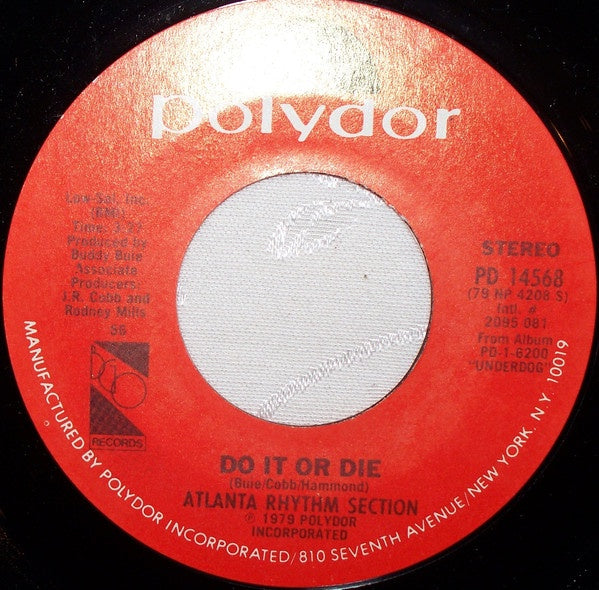 polydor
Low-Sal, Inc.
(BMI)
Time: 3:27
Produced by
Buddy Buie
Associate
Producers:
J.R. Cobb and
Rodney Mills
RECORDS
STEREO
PD 14568
(79 NP 4208 S)
Intl. #
2095 081
From Album
PD-1-6200
"UNDERDOG"
DO IT OR DIE
(Buie/Cobb/Hammond)
ATLANTA RHYTHM SECTION
℗ 1979 POLYDOR
INCORPORATED
MANUFACTURED BY POLYDOR INCORPORATED/810 SEVENTH AVENUE/NEW YORK, N Y 10019